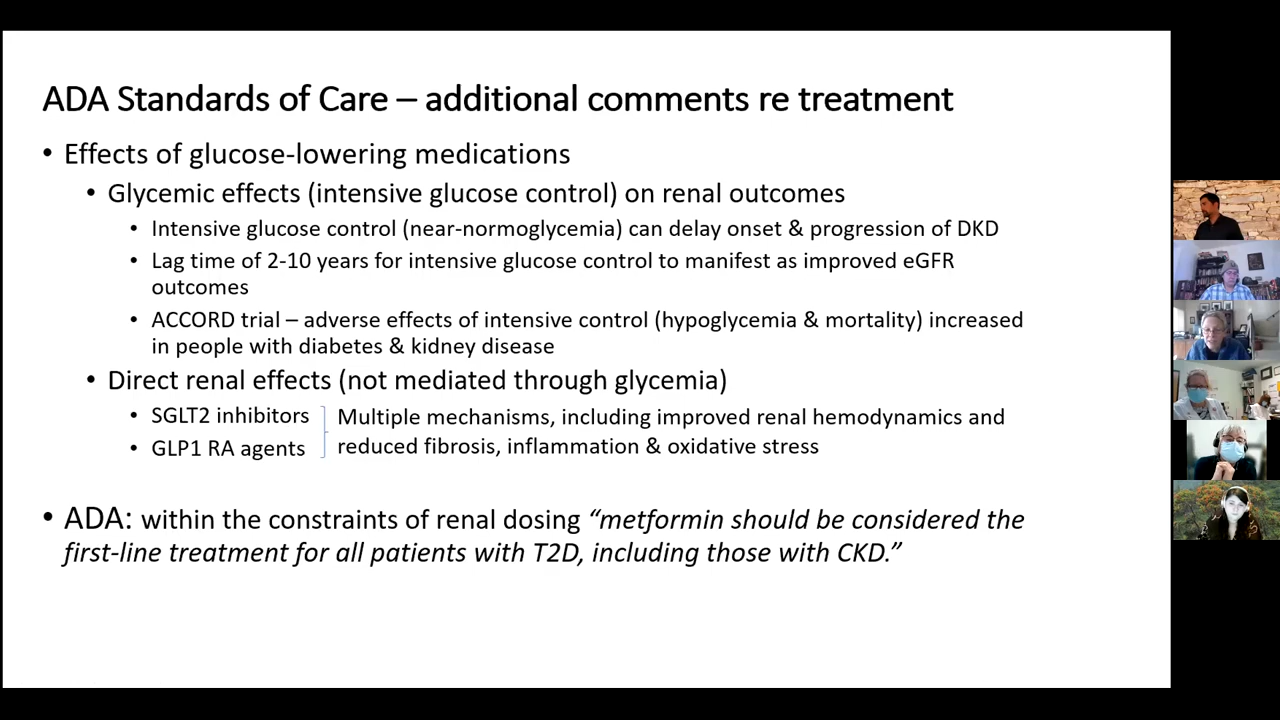 ADA Standards of Care – additional comments re treatment
• Effects of glucose-lowering medications
• Glycemic effects (intensive glucose control) on renal outcomes
• Intensive glucose control (near-normoglycemia) can delay onset & progression of DKD
• Lag time of 2-10 years for intensive glucose control to manifest as improved eGFR
outcomes
• ACCORD trial – adverse effects of intensive control (hypoglycemia & mortality) increased
in people with diabetes & kidney disease
• Direct renal effects (not mediated through glycemia)
• SGLT2 inhibitors
• GLP1 RA agents
Multiple mechanisms, including improved renal hemodynamics and
reduced fibrosis, inflammation & oxidative stress
• ADA: within the constraints of renal dosing “metformin should be considered the
first-line treatment for all patients with T2D, including those with CKD.”